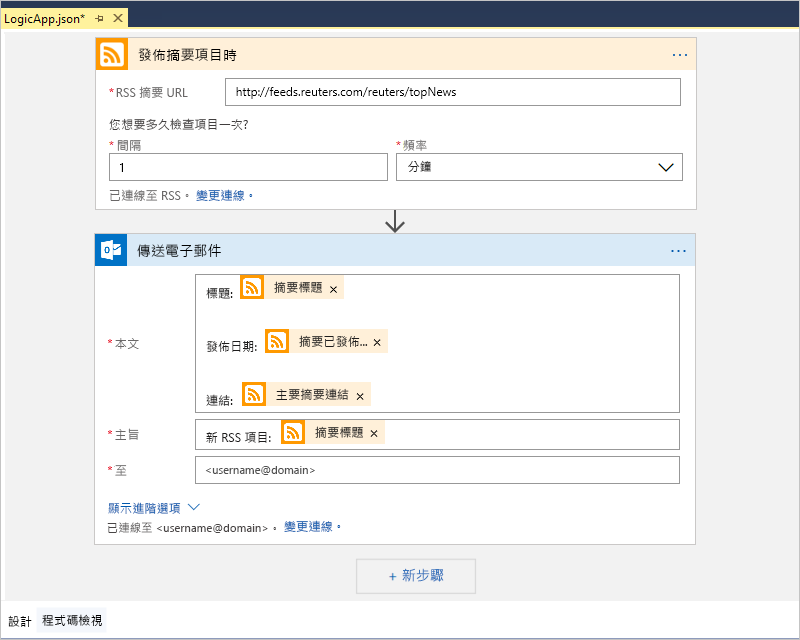 LogicApp.json*
發佈摘要項目時
*RSS 摘要 URL
http://feeds.reuters.com/reuters/topNews
您想要多久檢查項目一次?
*間隔
*頻率
1
分鐘
已連線至 RSS。 變更連線。
傳送電子郵件
標題: 摘要標題
*本文
發佈日期: 摘要已發佈...
連結: 主要摘要連結
*主旨
新 RSS 項目: 摘要標題
*至
<username@domain>
顯示進階選項
已連線至 <username@domain>。 變更連線。
+ 新步驟
設計 程式碼檢視